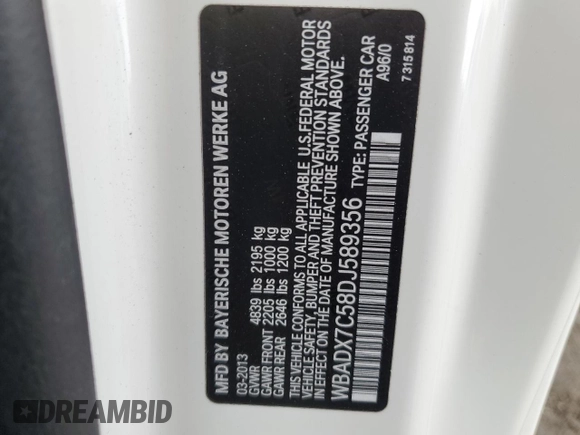 MFD BY BAYERISCHE MOTOREN WERKE AG
03-2013
GVWR 4839 lbs 2195 kg
GAWR FRONT 2205 lbs 1000 kg
GAWR REAR 2646 lbs 1200 kg
THIS VEHICLE CONFORMS TO ALL APPLICABLE U.S.FEDERAL MOTOR
VEHICLE SAFETY, BUMPER AND THEFT PREVENTION STANDARDS
IN EFFECT ON THE DATE OF MANUFACTURE SHOWN ABOVE.
WBADX7C58DJ589356 TYPE: PASSENGER CAR
A96/0
7 315 814
DREAMBID
AMERICAN DREAM CARS